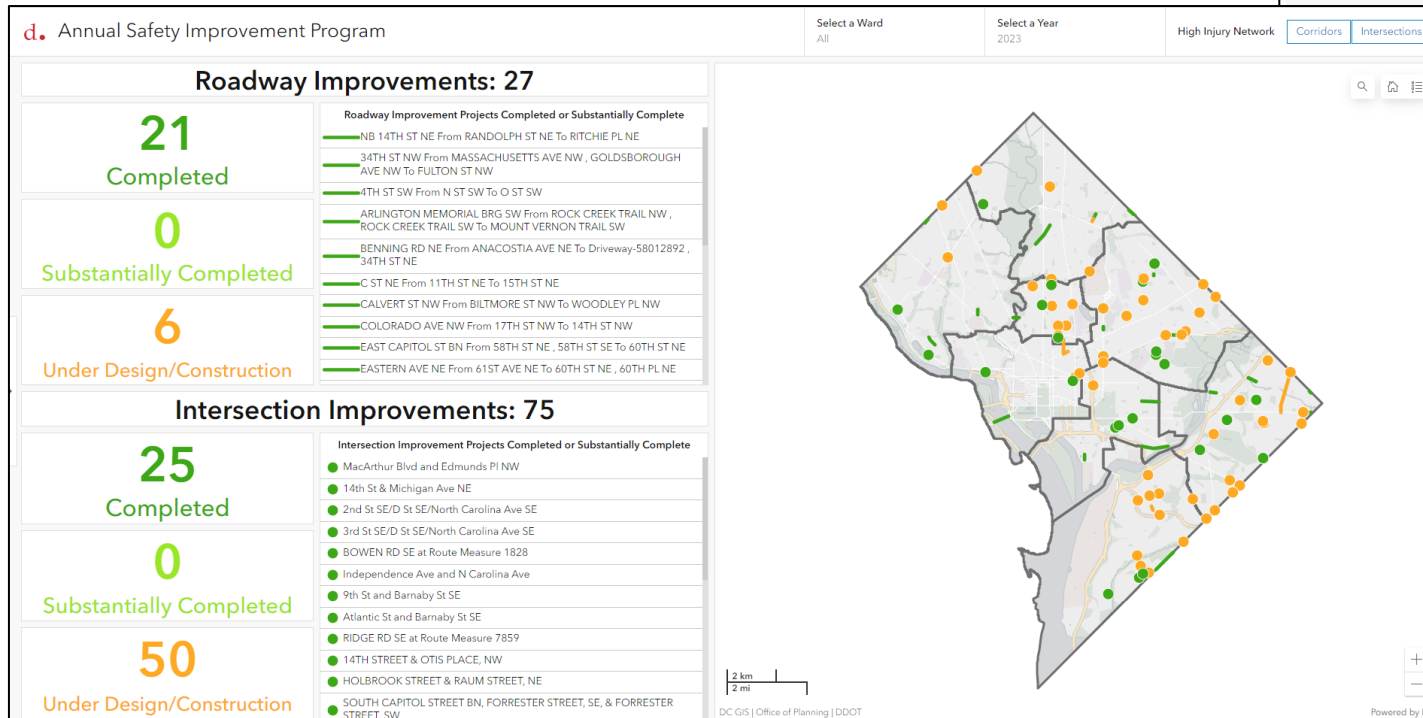 d. Annual Safety Improvement Program
Select a Ward
All
Select a Year
2023
High Injury Network
Corridors
Intersections
Roadway Improvements: 27
21
Completed
0
Substantially Completed
6
Under Design/Construction
Roadway Improvement Projects Completed or Substantially Complete
NB 14TH ST NE From RANDOLPH ST NE To RITCHIE PL NE
34TH ST NW From MASSACHUSETTS AVE NW , GOLDSBOROUGH
AVE NW To FULTON ST NW
4TH ST SW From N ST SW To O ST SW
ARLINGTON MEMORIAL BRG SW From ROCK CREEK TRAIL NW ,
ROCK CREEK TRAIL SW To MOUNT VERNON TRAIL SW
BENNING RD NE From ANACOSTIA AVE NE To Driveway-58012892 ,
34TH ST NE
C ST NE From 11TH ST NE To 15TH ST NE
CALVERT ST NW From BILTMORE ST NW To WOODLEY PL NW
COLORADO AVE NW From 17TH ST NW To 14TH ST NW
EAST CAPITOL ST BN From 58TH ST NE , 58TH ST SE To 60TH ST NE
EASTERN AVE NE From 61ST AVE NE To 60TH ST NE , 60TH PL NE
Intersection Improvements: 75
25
Completed
0
Substantially Completed
50
Under Design/Construction
Intersection Improvement Projects Completed or Substantially Complete
MacArthur Blvd and Edmunds Pl NW
14th St & Michigan Ave NE
2nd St SE/D St SE/North Carolina Ave SE
3rd St SE/D St SE/North Carolina Ave SE
BOWEN RD SE at Route Measure 1828
Independence Ave and N Carolina Ave
9th St and Barnaby St SE
Atlantic St and Barnaby St SE
RIDGE RD SE at Route Measure 7859
14TH STREET & OTIS PLACE, NW
HOLBROOK STREET & RAUM STREET, NE
SOUTH CAPITOL STREET BN, FORRESTER STREET, SE, & FORRESTER
STREET, SW
2 km
2 mi
DC GIS | Office of Planning | DDOT
Powered by